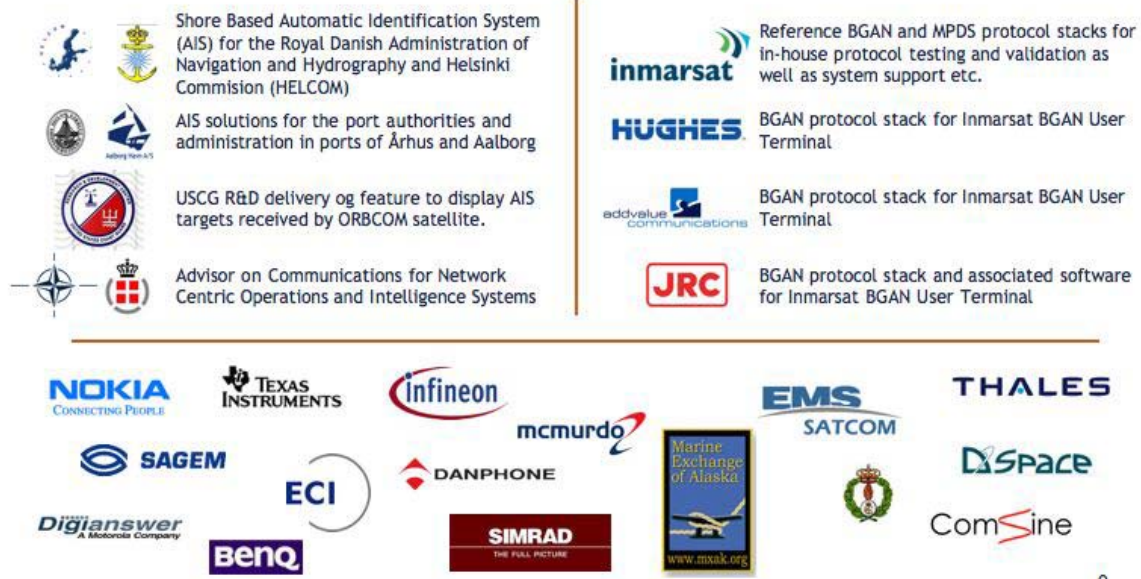 Shore Based Automatic Identification System
(AIS) for the Royal Danish Administration of
Navigation and Hydrography and Helsinki
Commision (HELCOM)
AIS solutions for the port authorities and
administration in ports of Århus and Aalborg
Aalborg Havn A/S
USCG R&D delivery og feature to display AIS
targets received by ORBCOM satellite.
Advisor on Communications for Network
Centric Operations and Intelligence Systems
inmarsat
Reference BGAN and MPDS protocol stacks for
in-house protocol testing and validation as
well as system support etc.
HUGHES
BGAN protocol stack for Inmarsat BGAN User
Terminal
addvalue
communications
BGAN protocol stack for Inmarsat BGAN User
Terminal
JRC
BGAN protocol stack and associated software
for Inmarsat BGAN User Terminal
NOKIA
CONNECTING PEOPLE
TEXAS
INSTRUMENTS
infineon
mcmurdo
EMS
SATCOM
THALES
SAGEM
ECI
DANPHONE
Marine
Exchange
of Alaska
www.mxak.org
DSpace
Digianswer
A Motorola Company
BenQ
SIMRAD
THE FULL PICTURE
ComSine